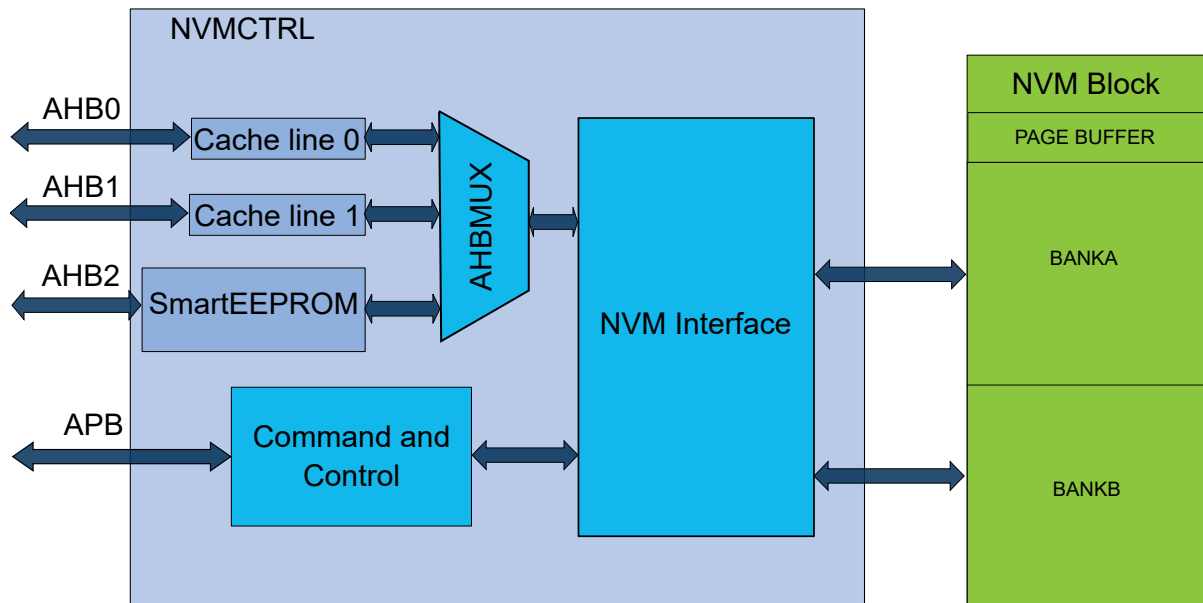 NVMCTRL
AHB0
Cache line 0
AHB1
Cache line 1
AHB2
SmartEEPROM
AHBMUX
NVM Interface
APB
Command and
Control
NVM Block
PAGE BUFFER
BANKA
BANKB